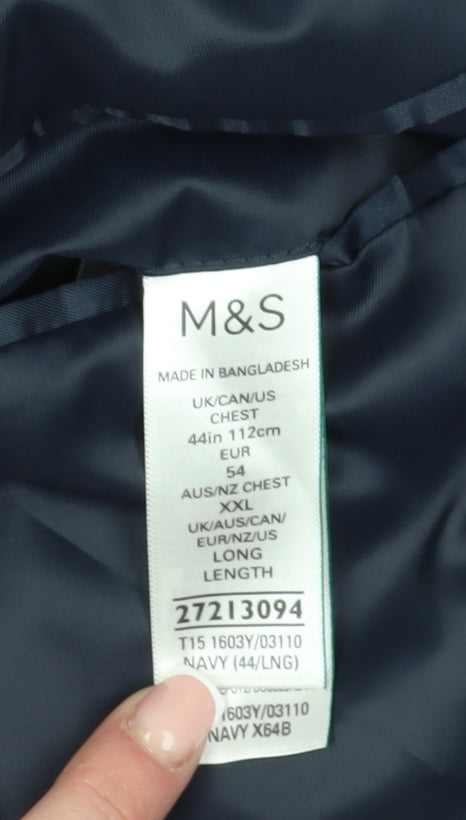 M&S
MADE IN BANGLADESH
UK/CAN/US
CHEST
44in 112cm
EUR
54
AUS/NZ CHEST
XXL
UK/AUS/CAN/
EUR/NZ/US
LONG
LENGTH
27213094
T15 1603Y/03110
NAVY (44/LNG)
1603Y/03110
NAVY X64B